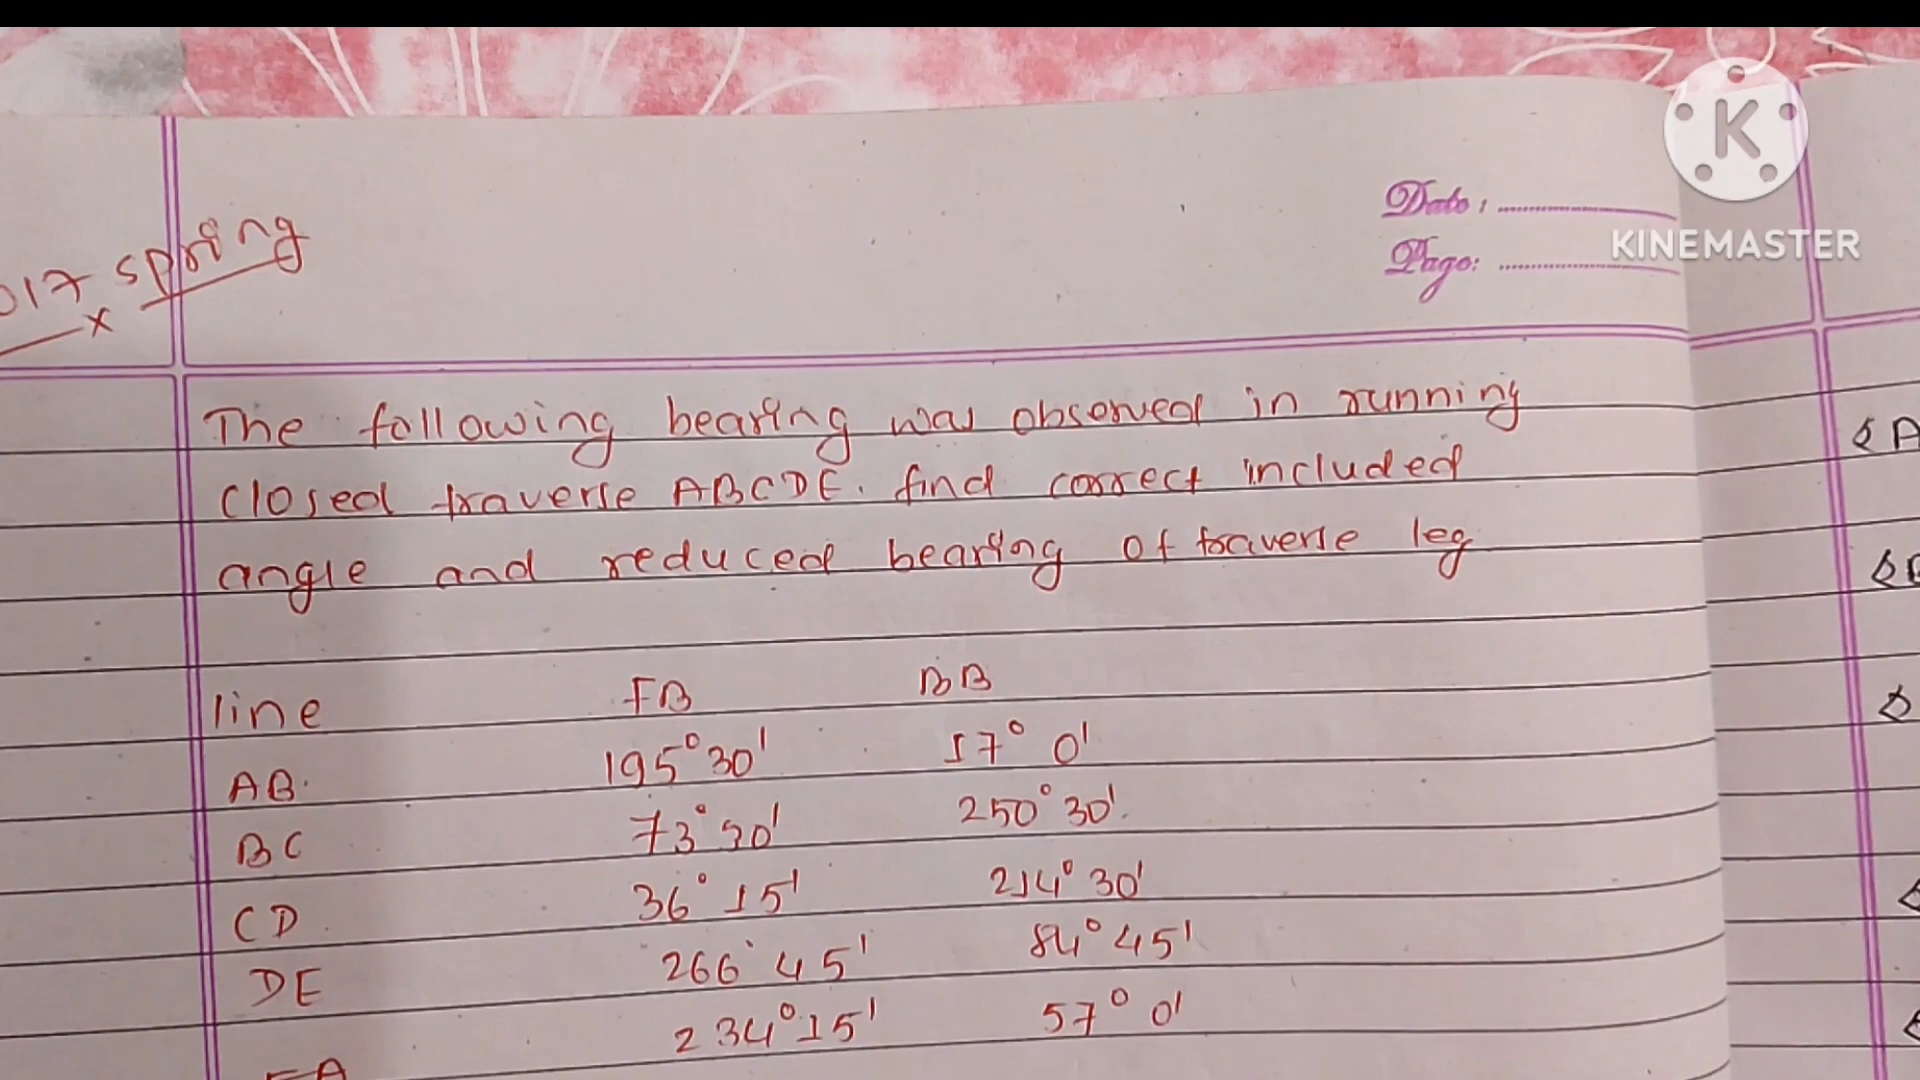 2017 spring
Date :
Page:
KINEMASTER
The following bearing was observed in running
closed traverse ABCDE. find correct included
angle and reduced bearing of traverse leg
line FB BB
AB. 195°30' 17° 0'
BC 73°30' 250°30'.
CD 36°15' 214°30'
DE 266°45' 84°45'
EA 234°15' 57° 0'